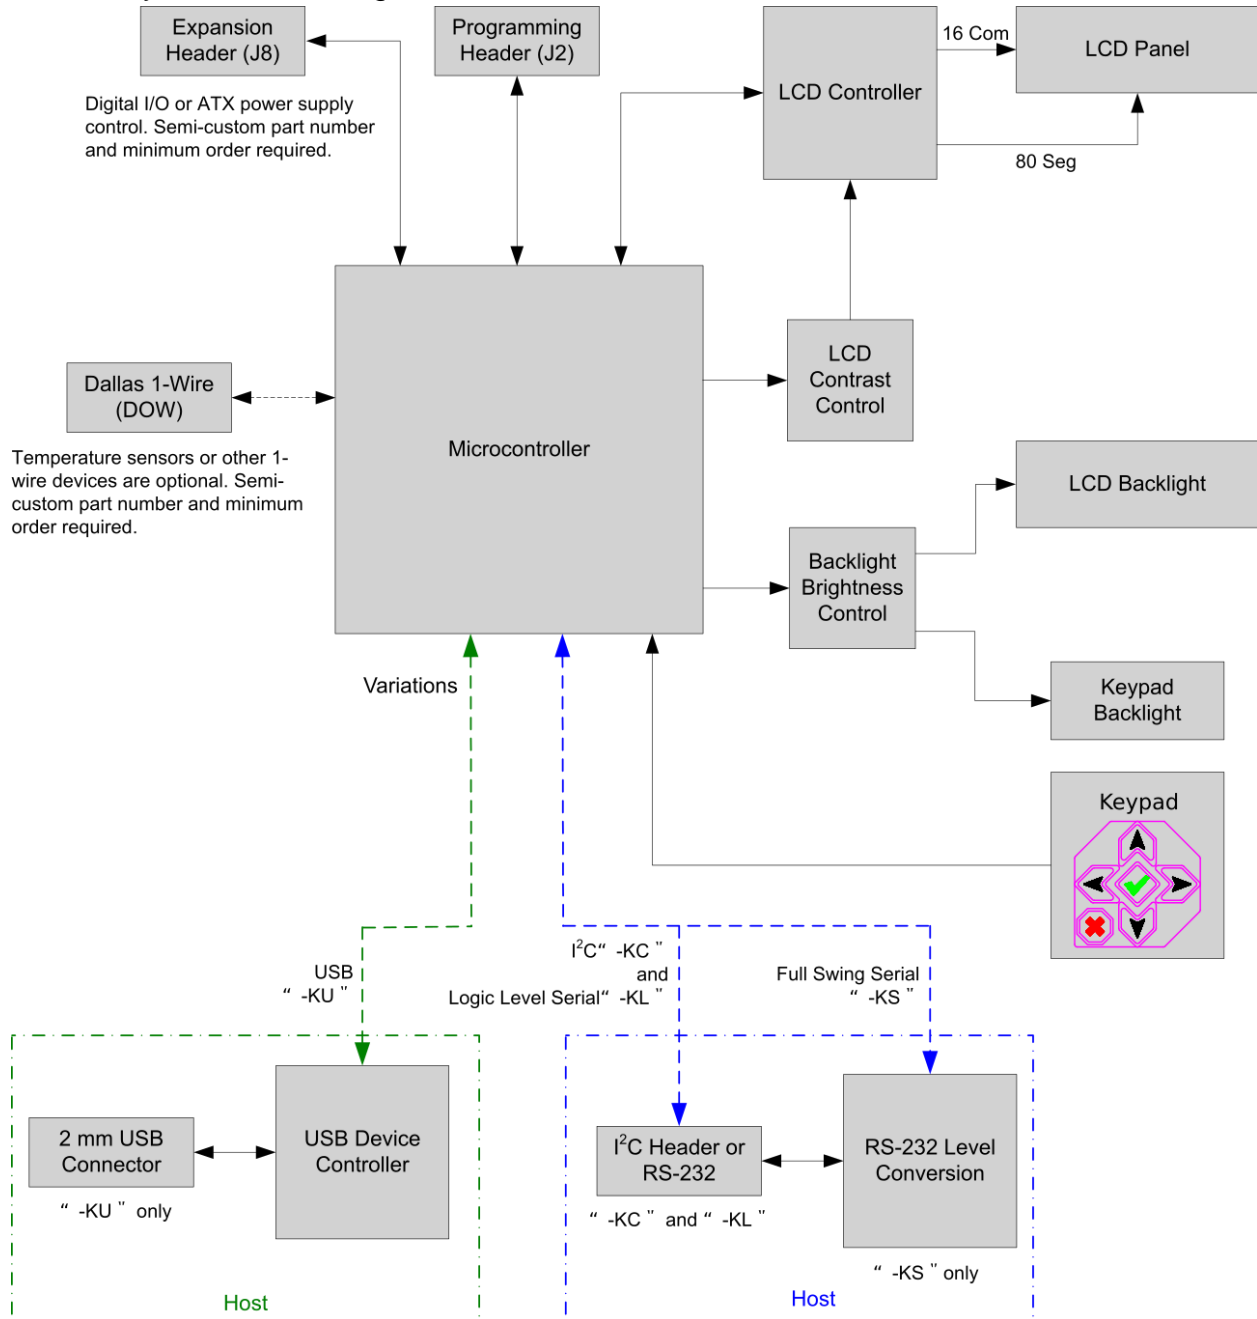 Expansion
Header (J8)
Programming
Header (J2)
LCD Controller
16 Com
LCD Panel
80 Seg
Digital I/O or ATX power supply
control. Semi-custom part number
and minimum order required.
Dallas 1-Wire
(DOW)
Temperature sensors or other 1-
wire devices are optional. Semi-
custom part number and minimum
order required.
Microcontroller
LCD
Contrast
Control
LCD Backlight
Backlight
Brightness
Control
Keypad
Backlight
Variations
Keypad
USB
“ -KU ”
I²C“ -KC ”
and
Logic Level Serial“ -KL ”
Full Swing Serial
“ -KS ”
2 mm USB
Connector
“ -KU ” only
USB Device
Controller
I²C Header or
RS-232
“ -KC ” and “ -KL ”
RS-232 Level
Conversion
“ -KS ” only
Host
Host